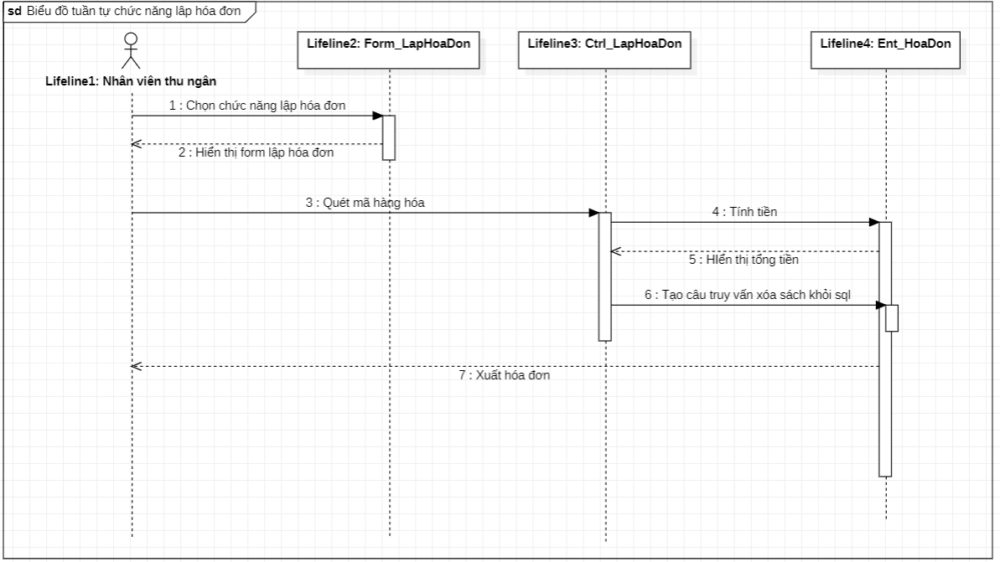 sd Biểu đồ tuần tự chức năng lâp hóa đơn
Lifeline1: Nhân viên thu ngân
Lifeline2: Form_LapHoaDon
Lifeline3: Ctrl_LapHoaDon
Lifeline4: Ent_HoaDon
1 : Chọn chức năng lập hóa đơn
2 : Hiển thị form lập hóa đơn
3 : Quét mã hàng hóa
4 : Tính tiền
5 : HIển thị tổng tiền
6 : Tạo câu truy vấn xóa sách khỏi sql
7 : Xuất hóa đơn